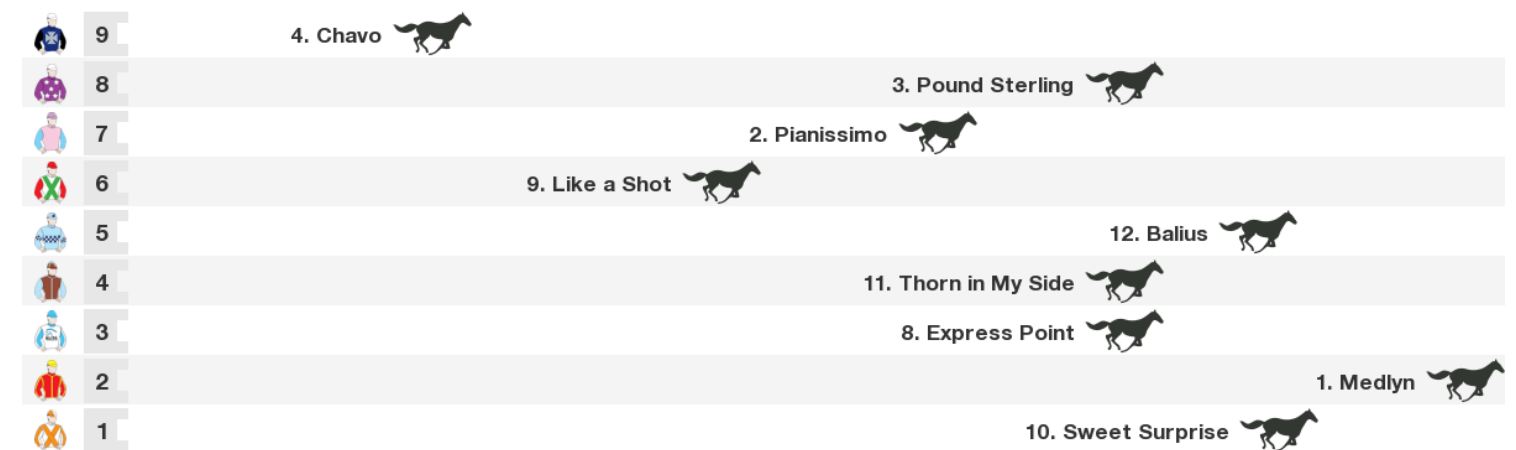 9 4. Chavo
8 3. Pound Sterling
7 2. Pianissimo
6 9. Like a Shot
5 12. Balius
4 11. Thorn in My Side
3 8. Express Point
2 1. Medlyn
1 10. Sweet Surprise